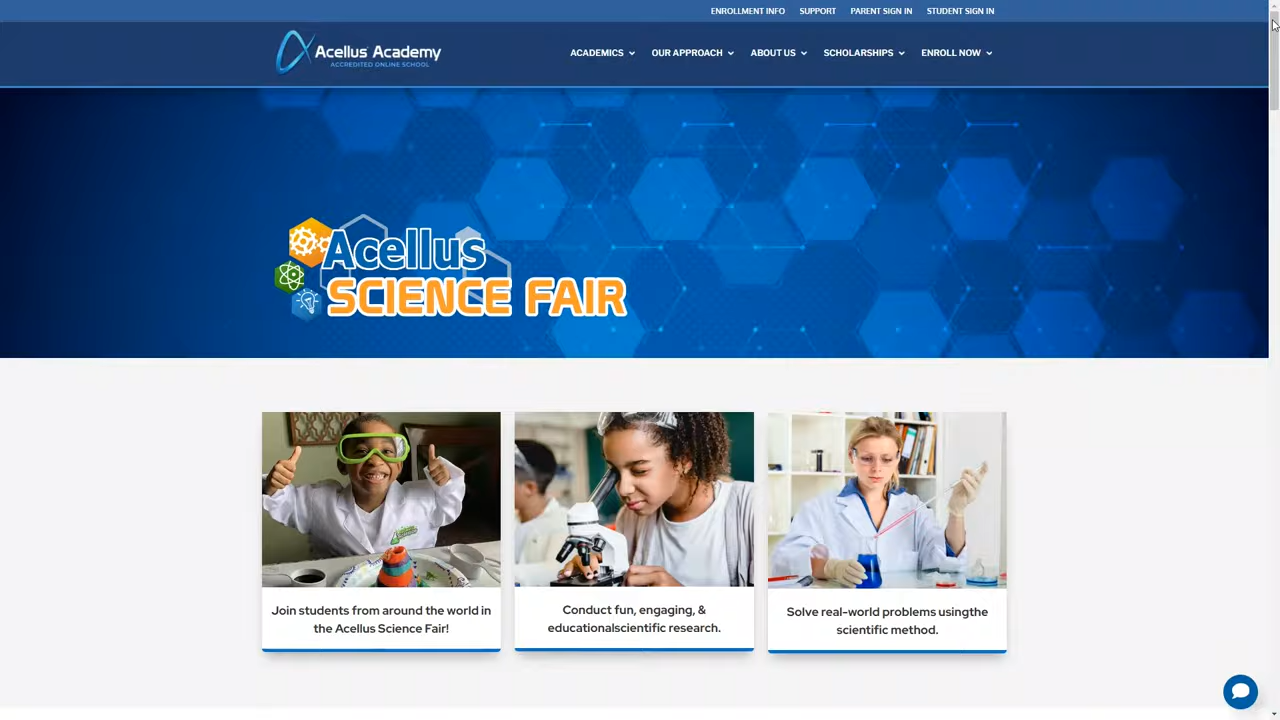 ENROLLMENT INFO SUPPORT PARENT SIGN IN STUDENT SIGN IN
Acellus Academy
ACCREDITED ONLINE SCHOOL
ACADEMICS OUR APPROACH ABOUT US SCHOLARSHIPS ENROLL NOW
Acellus
SCIENCE FAIR
Join students from around the world in
the Acellus Science Fair!
Conduct fun, engaging, &
educationalscientific research.
Solve real-world problems usingthe
scientific method.